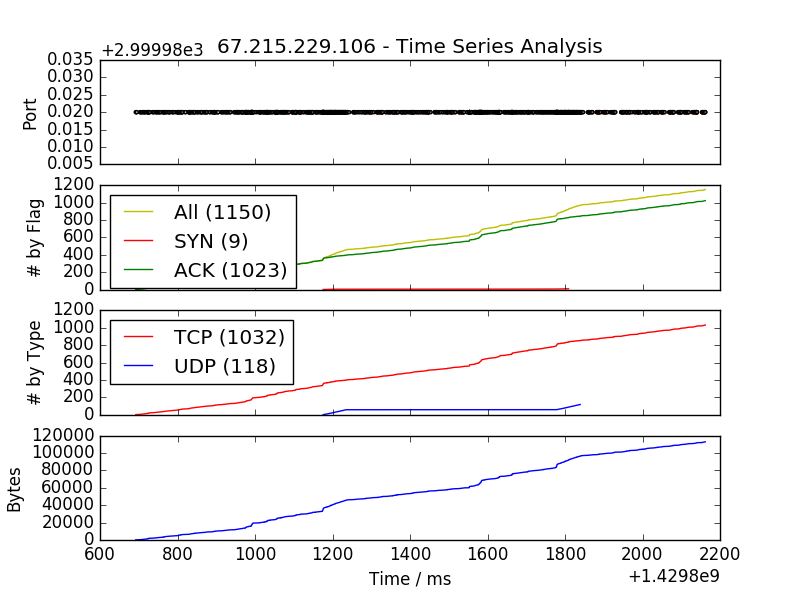 +2.99998e3
67.215.229.106 - Time Series Analysis
0.035
0.030
0.025
0.020
0.015
0.010
0.005
Port
1200
1000
800
600
400
200
0
# by Flag
All (1150)
SYN (9)
ACK (1023)
1200
1000
800
600
400
200
0
# by Type
TCP (1032)
UDP (118)
120000
100000
80000
60000
40000
20000
0
Bytes
600 800 1000 1200 1400 1600 1800 2000 2200
Time / ms
+1.4298e9